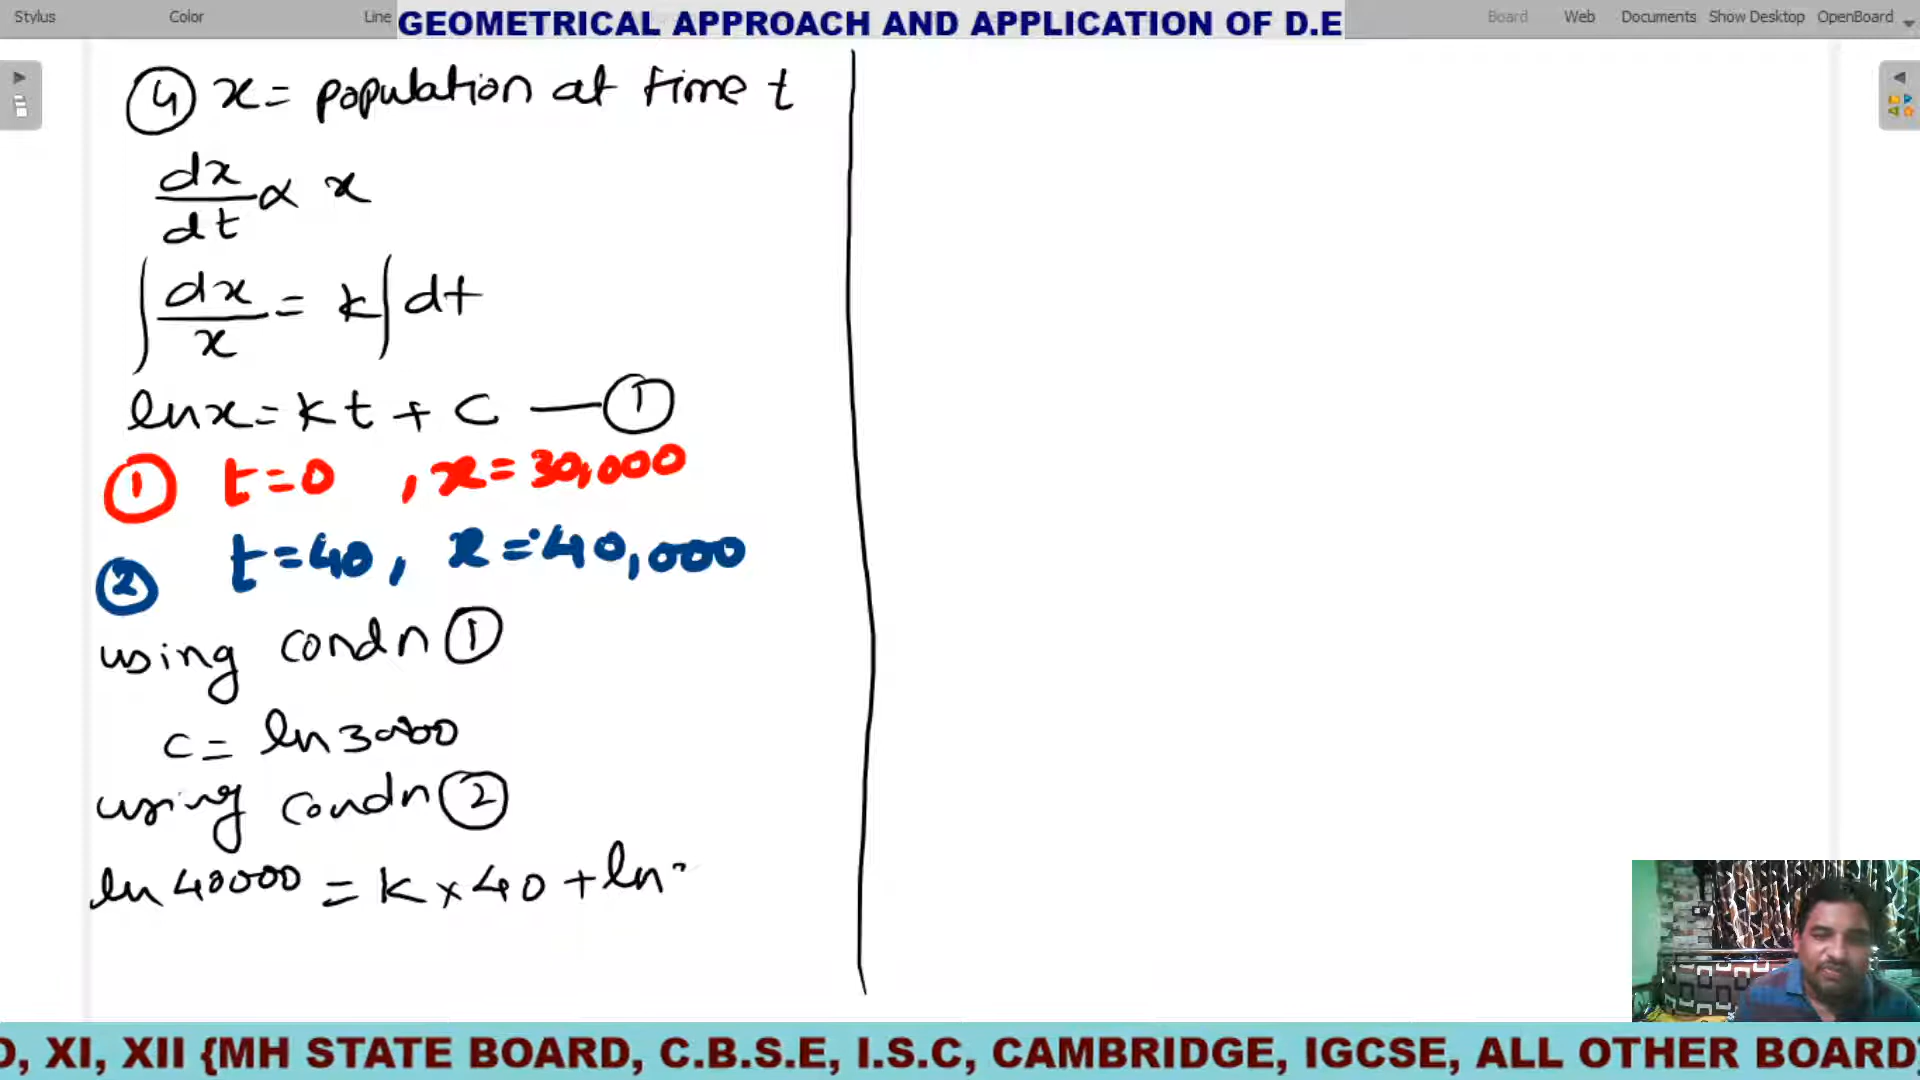 Stylus Color Line GEOMETRICAL APPROACH AND APPLICATION OF D.E Board Web Documents Show Desktop OpenBoard
④ x = population at time t
dx/dt ∝ x
∫ dx/x = k ∫ dt
ln x = kt + c — ①
① t = 0 , x = 30,000
② t = 40 , x = 40,000
using condn ①
c = ln 30000
using condn ②
ln 40000 = k × 40 + ln
D, XI, XII {MH STATE BOARD, C.B.S.E, I.S.C, CAMBRIDGE, IGCSE, ALL OTHER BOARD